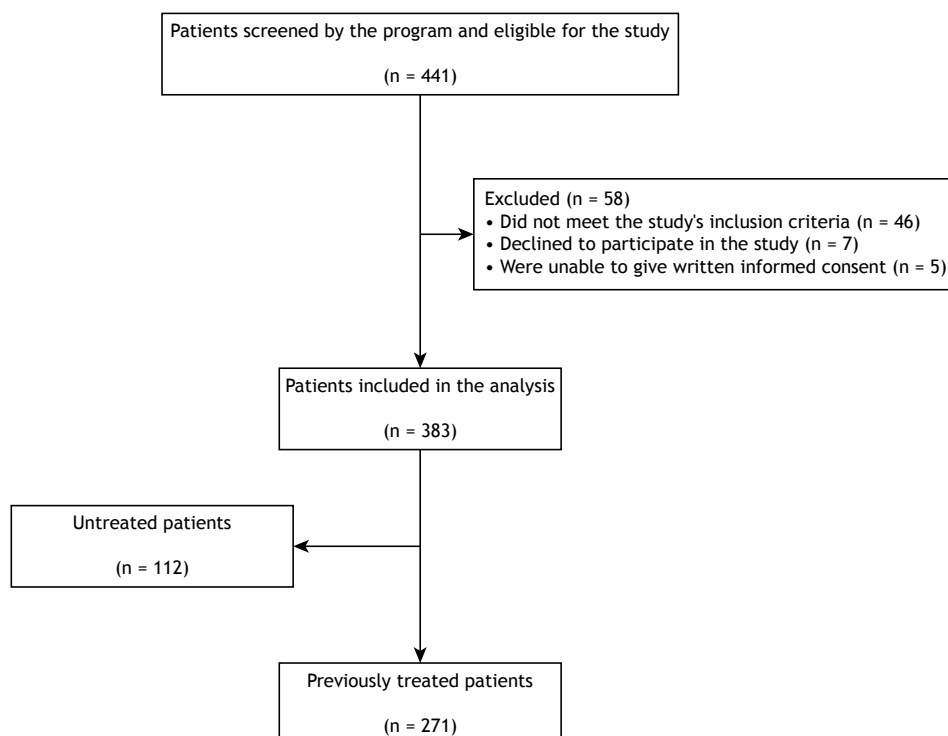 Patients screened by the program and eligible for the study
(n = 441)
Excluded (n = 58)
• Did not meet the study's inclusion criteria (n = 46)
• Declined to participate in the study (n = 7)
• Were unable to give written informed consent (n = 5)
Patients included in the analysis
(n = 383)
Untreated patients
(n = 112)
Previously treated patients
(n = 271)